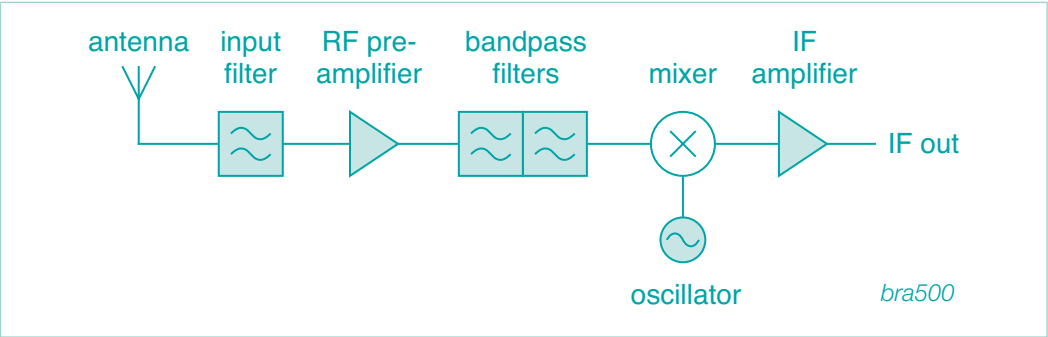 antenna
input
filter
RF pre-
amplifier
bandpass
filters
mixer
IF
amplifier
IF out
oscillator
bra500